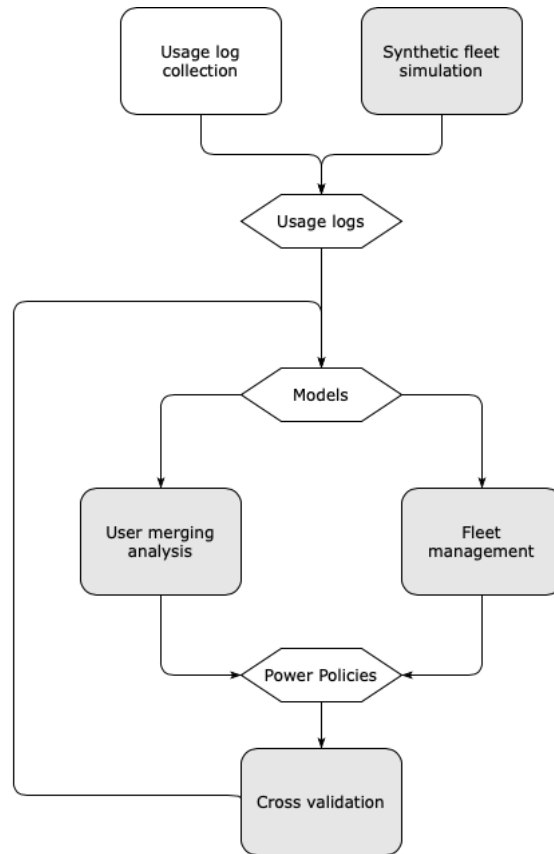 Usage log
collection
Synthetic fleet
simulation
Usage logs
Models
User merging
analysis
Fleet
management
Power Policies
Cross validation